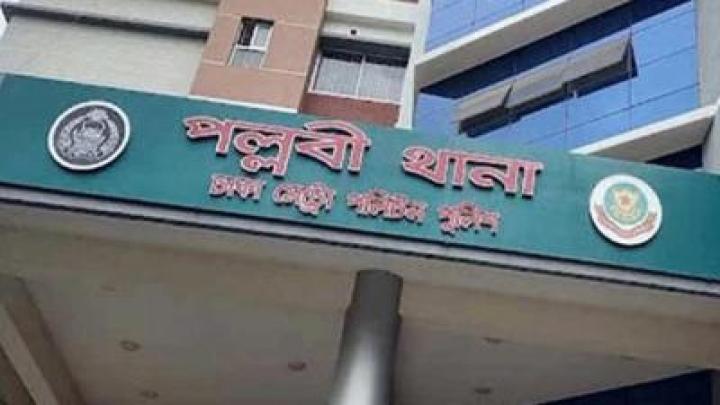 পল্লবী থানা
ঢাকা মেট্রো পলিটন পুলিশ